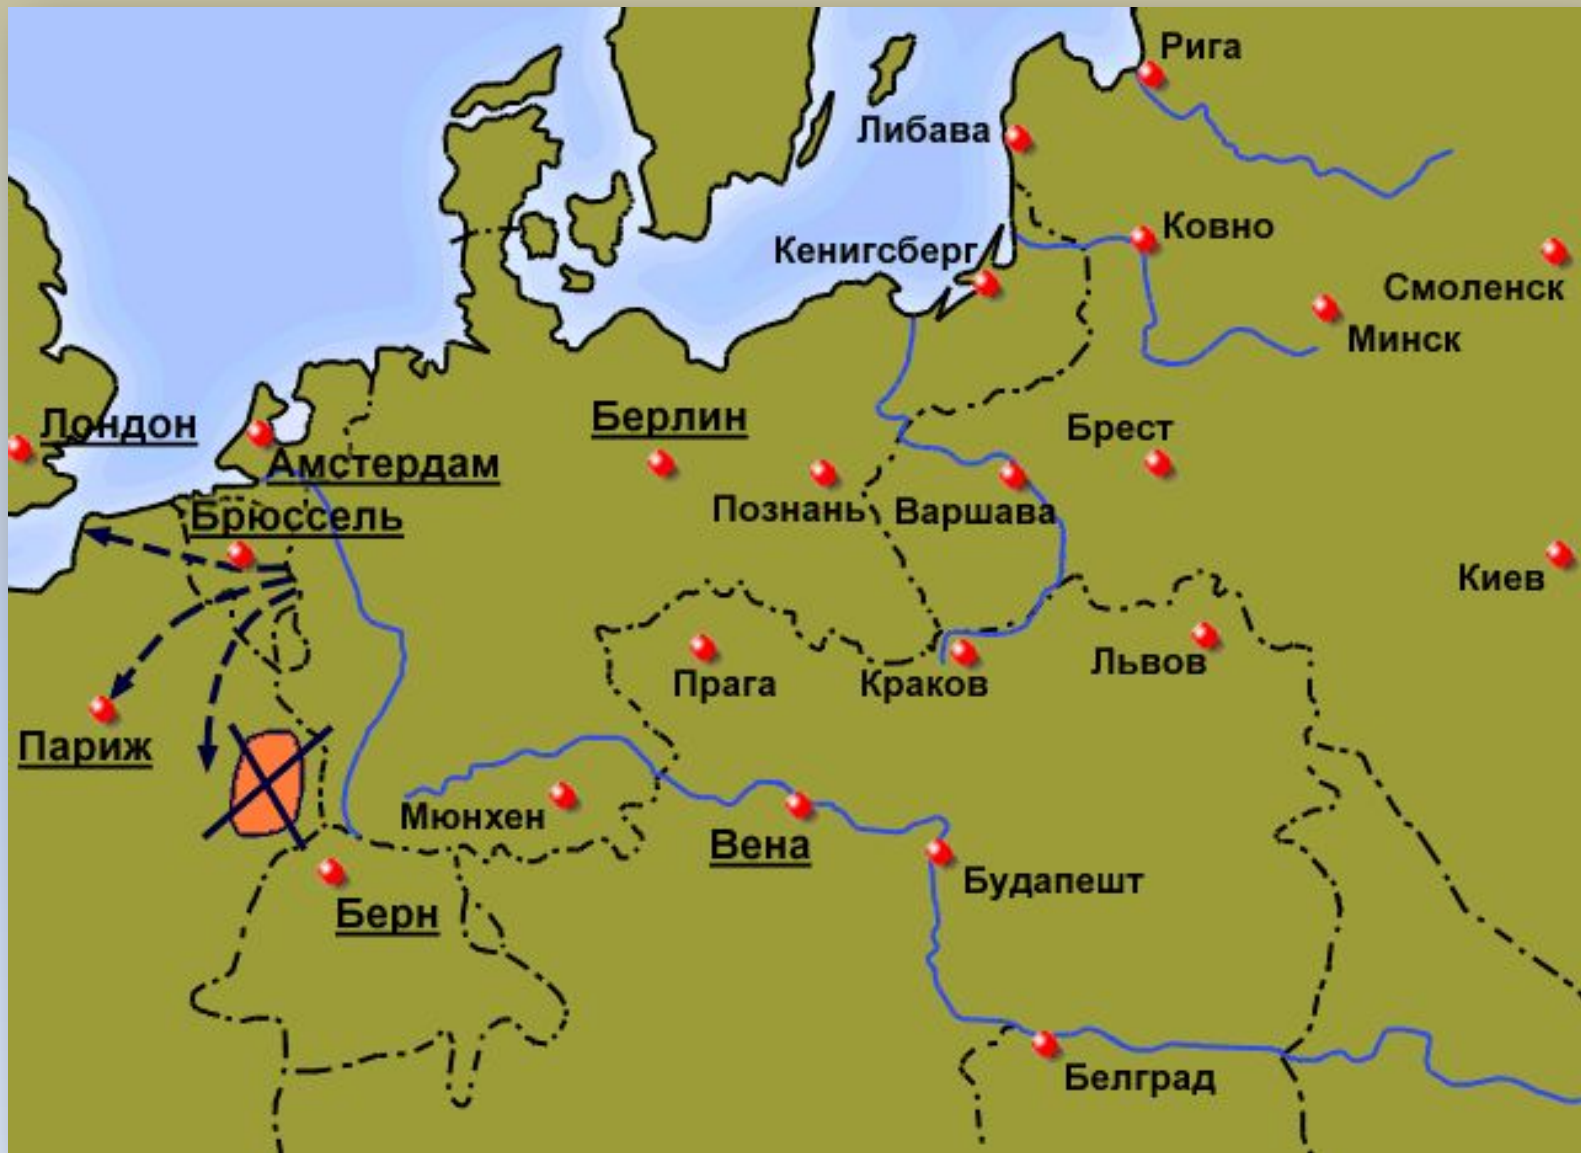 Рига
Либава
Ковно
Кенигсберг
Смоленск
Минск
Лондон
Берлин
Брест
Амстердам
Познань
Варшава
Брюссель
Киев
Прага
Краков
Львов
Париж
Мюнхен
Вена
Будапешт
Берн
Белград